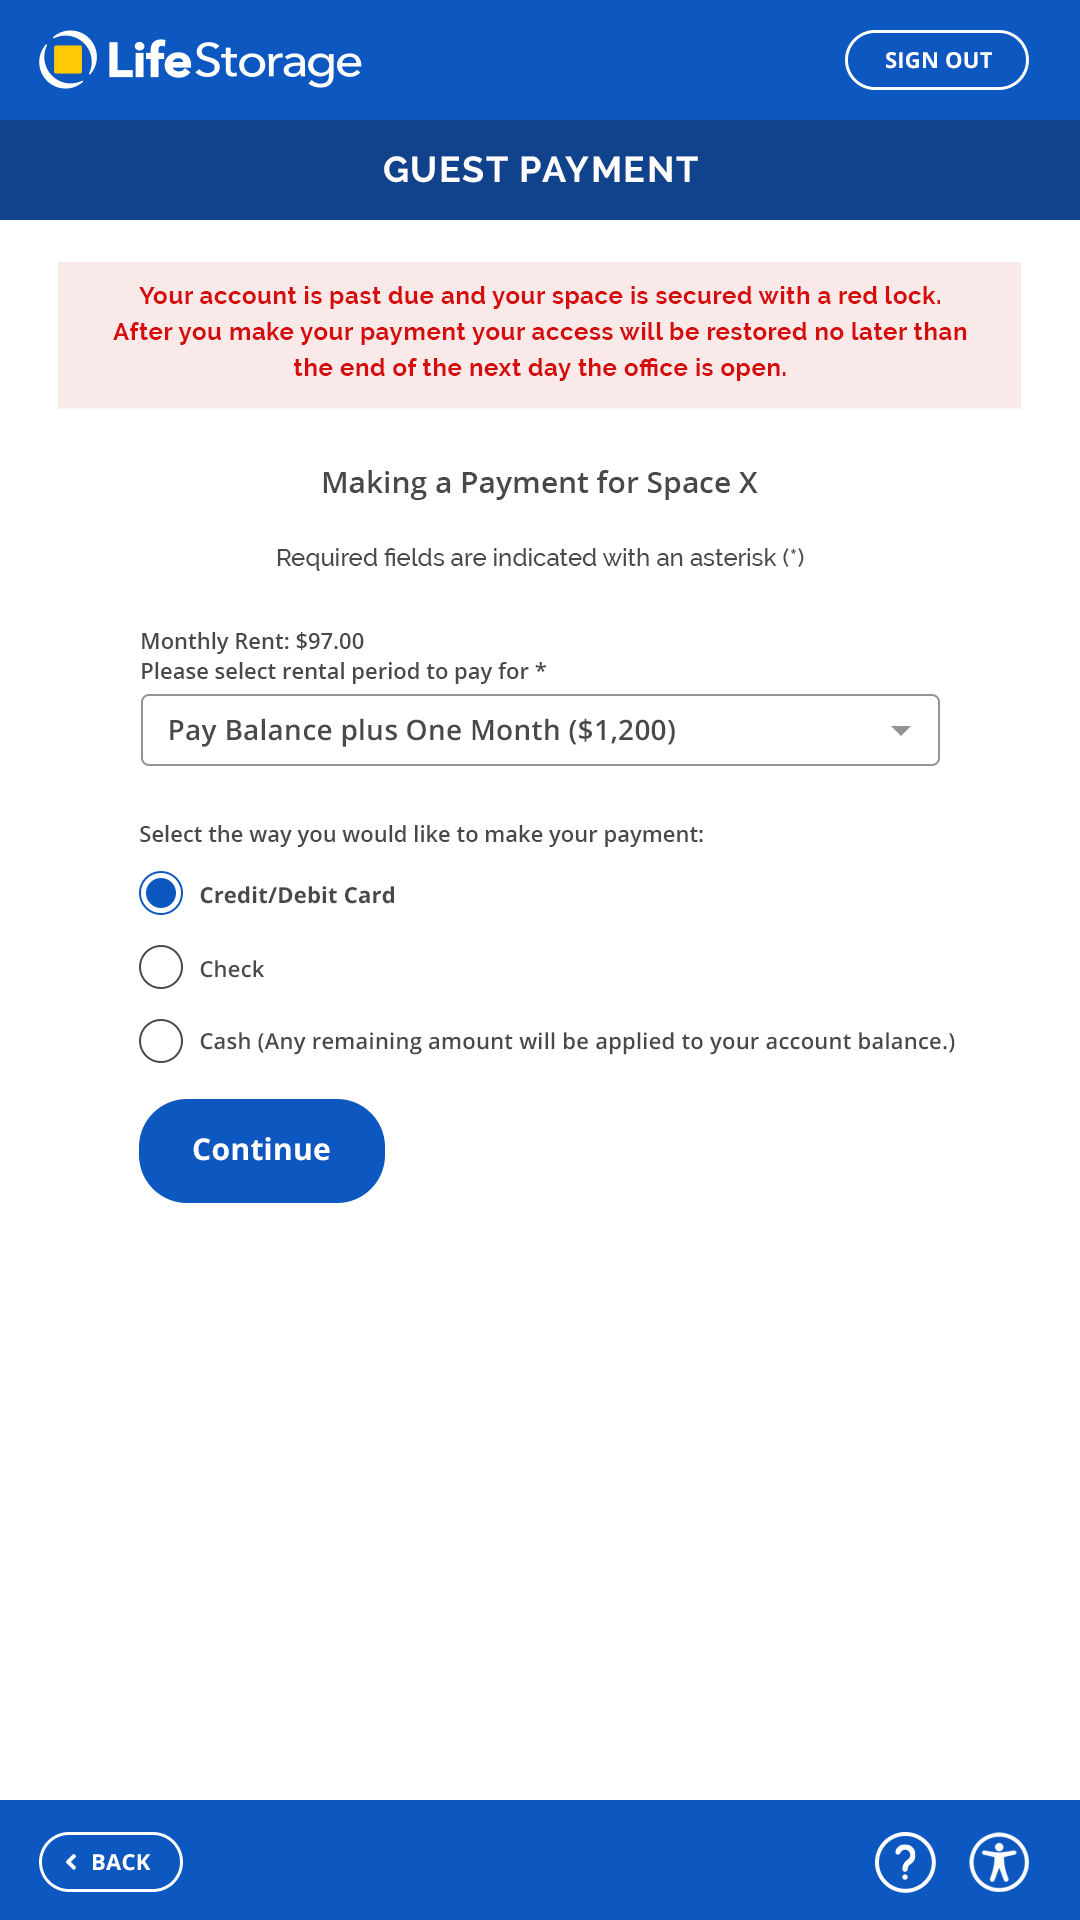 LifeStorage
SIGN OUT
GUEST PAYMENT
Your account is past due and your space is secured with a red lock.
After you make your payment your access will be restored no later than
the end of the next day the office is open.
Making a Payment for Space X
Required fields are indicated with an asterisk (*)
Monthly Rent: $97.00
Please select rental period to pay for *
Pay Balance plus One Month ($1,200)
Select the way you would like to make your payment:
Credit/Debit Card
Check
Cash (Any remaining amount will be applied to your account balance.)
Continue
BACK
?